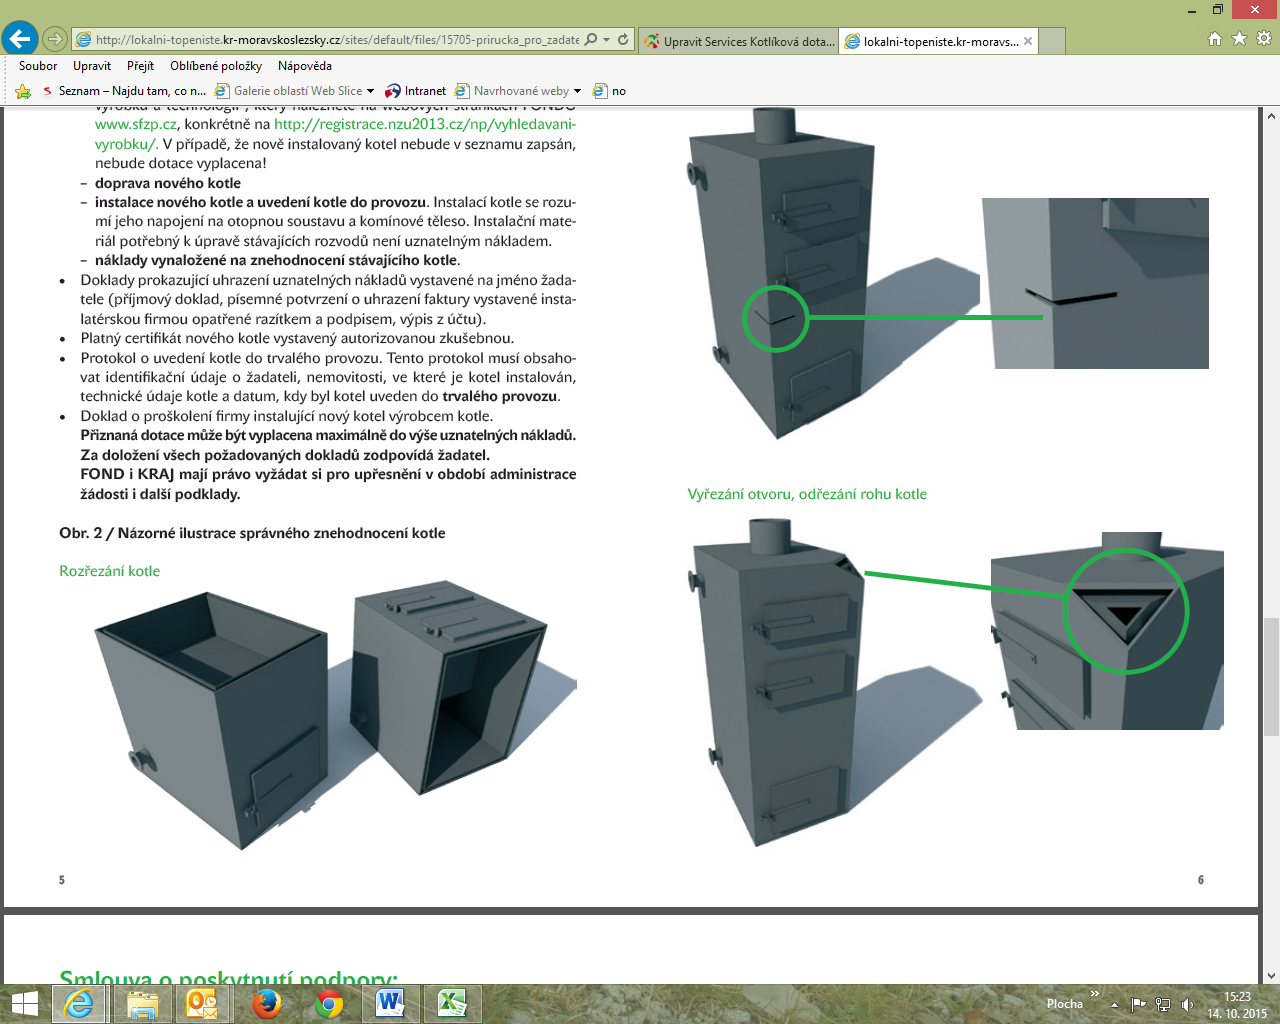 http://lokalni-topeniste.kr-moravskoslezsky.cz/sites/default/files/15705-prirucka_pro_zadate
Upravit Services Kotlíková dota...
lokalni-topeniste.kr-moravs...
Soubor Upravit Přejít Oblíbené položky Nápověda
Seznam – Najdu tam, co n... Galerie oblastí Web Slice Intranet Navrhované weby no
výrobků a technologií", který naleznete na webových stránkách FONDU
www.sfzp.cz, konkrétně na http://registrace.nzu2013.cz/np/vyhledavani-
vyrobku/. V případě, že nově instalovaný kotel nebude v seznamu zapsán,
nebude dotace vyplacena!
– doprava nového kotle
– instalace nového kotle a uvedení kotle do provozu. Instalací kotle se rozu-
mí jeho napojení na otopnou soustavu a komínové těleso. Instalační mate-
riál potřebný k úpravě stávajících rozvodů není uznatelným nákladem.
– náklady vynaložené na znehodnocení stávajícího kotle.
• Doklady prokazující uhrazení uznatelných nákladů vystavené na jméno žada-
tele (příjmový doklad, písemné potvrzení o uhrazení faktury vystavené insta-
latérskou firmou opatřené razítkem a podpisem, výpis z účtu).
• Platný certifikát nového kotle vystavený autorizovanou zkušebnou.
• Protokol o uvedení kotle do trvalého provozu. Tento protokol musí obsaho-
vat identifikační údaje o žadateli, nemovitosti, ve které je kotel instalován,
technické údaje kotle a datum, kdy byl kotel uveden do trvalého provozu.
• Doklad o proškolení firmy instalující nový kotel výrobcem kotle.
Přiznaná dotace může být vyplacena maximálně do výše uznatelných nákladů.
Za doložení všech požadovaných dokladů zodpovídá žadatel.
FOND i KRAJ mají právo vyžádat si pro upřesnění v období administrace
žádosti i další podklady.
Obr. 2 / Názorné ilustrace správného znehodnocení kotle
Rozřezání kotle
5
Vyřezání otvoru, odřezání rohu kotle
6
Smlouva o poskytnutí podpory:
Plocha
15:23
14. 10. 2015